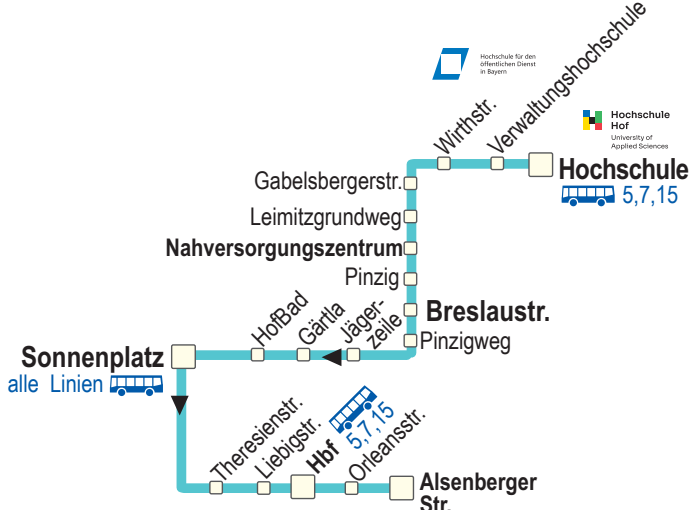 Hochschule für den
öffentlichen Dienst
in Bayern
Wirthstr.
Verwaltungshochschule
Hochschule
Hof
University of
Applied Sciences
Hochschule
5,7,15
Gabelsbergerstr.
Leimitzgrundweg
Nahversorgungszentrum
Pinzig
Breslaustr.
Pinzigweg
Jäger-
zeile
Gärtla
HofBad
Sonnenplatz
alle Linien
Theresienstr.
Liebigstr.
Hbf
5,7,15
Orleansstr.
Alsenberger
Str.